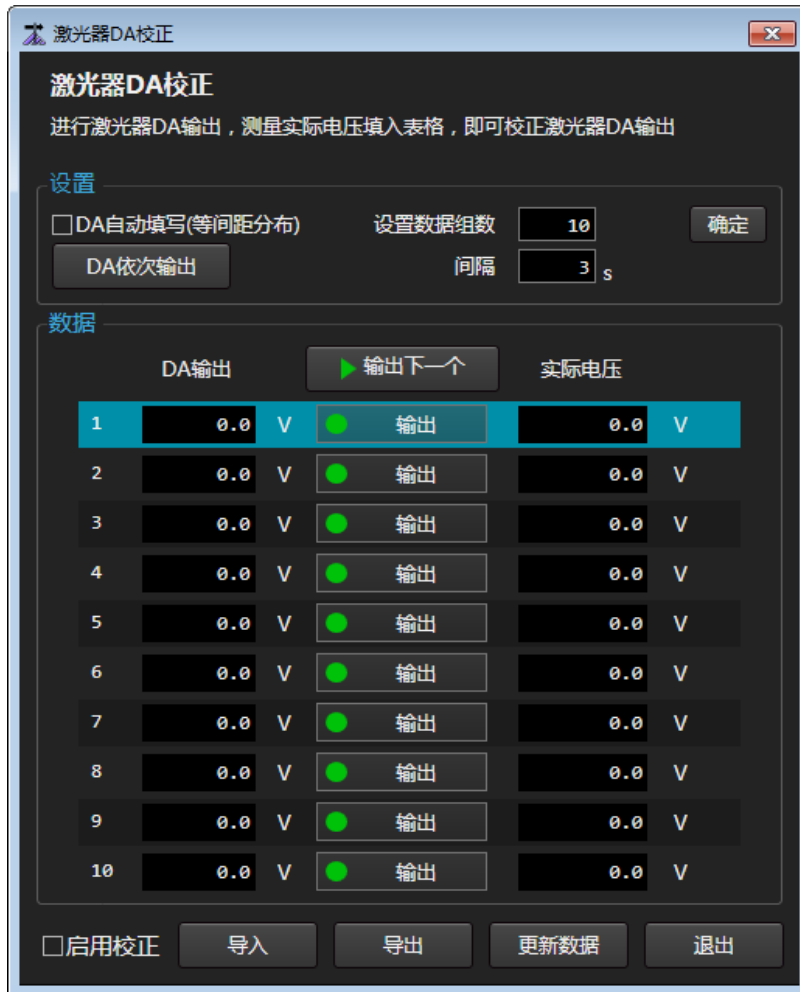 激光器DA校正
激光器DA校正
进行激光器DA输出，测量实际电压填入表格，即可校正激光器DA输出
设置
DA自动填写(等间距分布) 设置数据组数 10 确定
DA依次输出 间隔 3 s
数据
DA输出 输出下一个 实际电压
1 0.0 V 输出 0.0 V
2 0.0 V 输出 0.0 V
3 0.0 V 输出 0.0 V
4 0.0 V 输出 0.0 V
5 0.0 V 输出 0.0 V
6 0.0 V 输出 0.0 V
7 0.0 V 输出 0.0 V
8 0.0 V 输出 0.0 V
9 0.0 V 输出 0.0 V
10 0.0 V 输出 0.0 V
启用校正 导入 导出 更新数据 退出